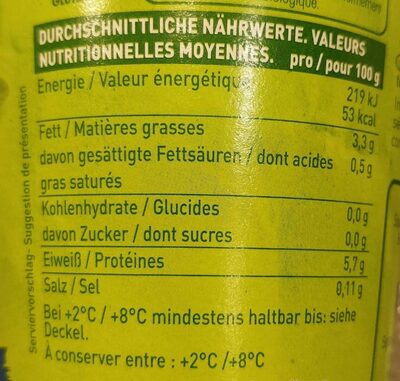 DURCHSCHNITTLICHE NÄHRWERTE. VALEURS
NUTRITIONNELLES MOYENNES. pro / pour 100 g
Energie / Valeur énergétique 219 kJ
53 kcal
Fett / Matières grasses 3,3 g
davon gesättigte Fettsäuren / dont acides 0,5 g
gras saturés
Kohlenhydrate / Glucides 0,0 g
davon Zucker / dont sucres 0,0 g
Eiweiß / Protéines 5,7 g
Salz / Sel 0,11 g
Bei +2°C / +8°C mindestens haltbar bis: siehe
Deckel.
À conserver entre : +2°C /+8°C
Serviervorschlag - Suggestion de présentation